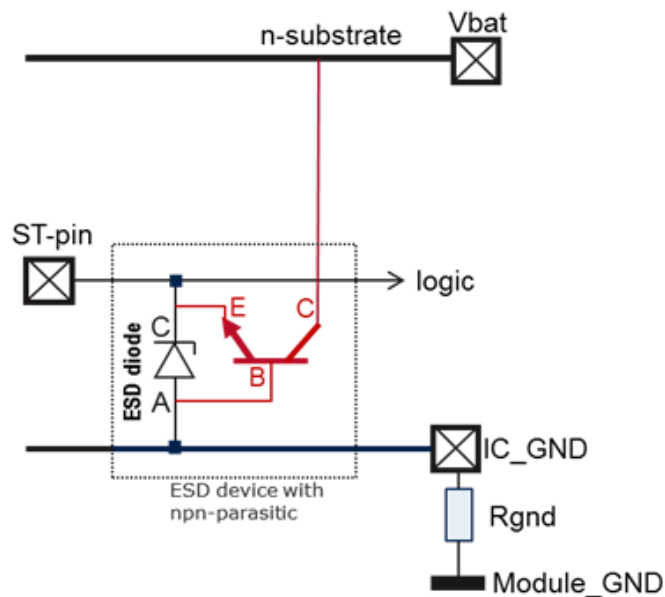 Vbat
n-substrate
ST-pin
logic
E
C
C
B
ESD diode
A
IC_GND
ESD device with
npn-parasitic
Rgnd
Module_GND